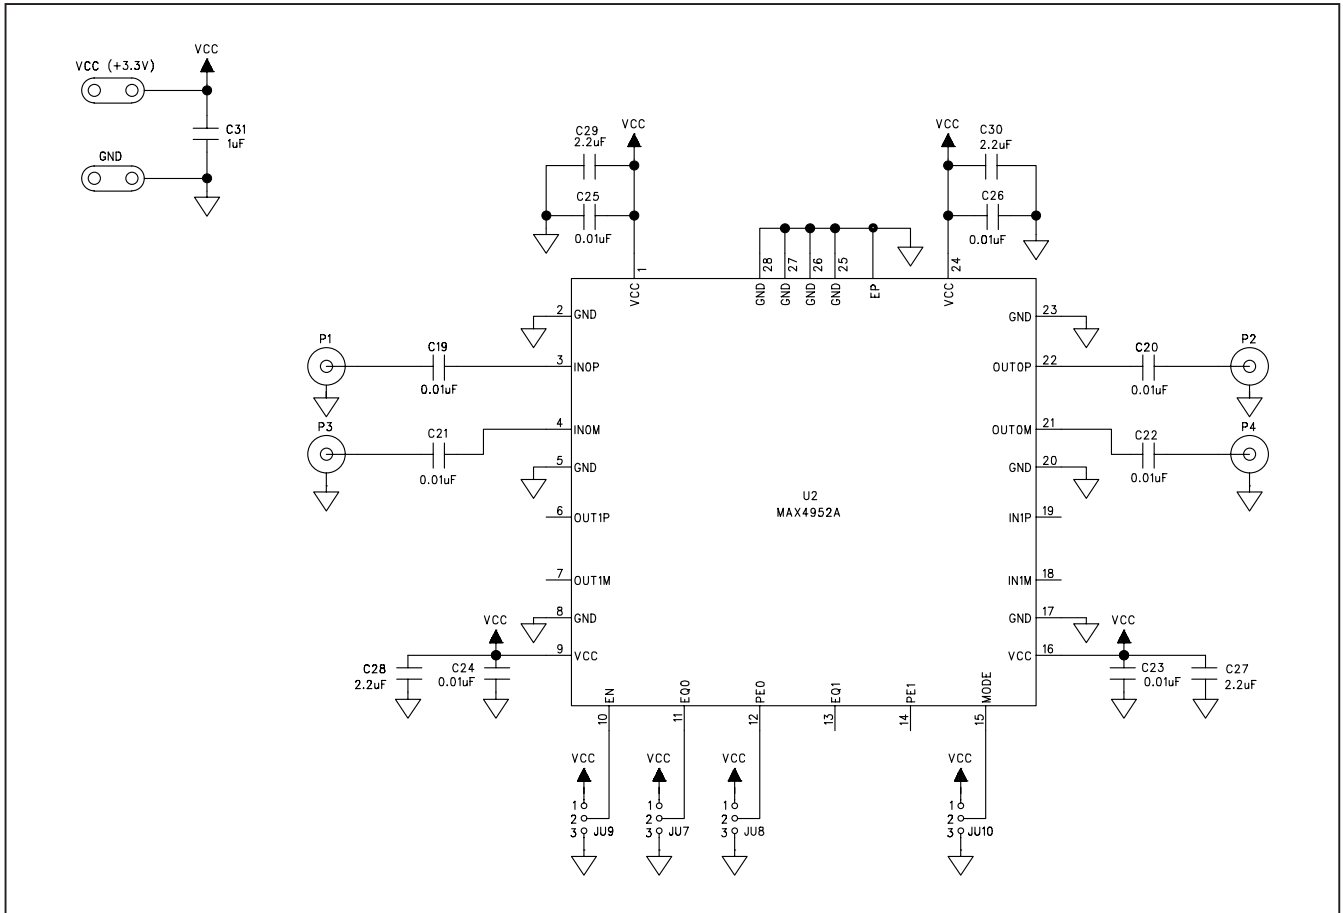 VCC
VCC (+3.3V)
C31
1uF
GND
C29
2.2uF
VCC
C25
0.01uF
VCC
C30
2.2uF
C26
0.01uF
1
28
27
26
25
24
VCC
GND
GND
GND
GND
EP
VCC
2
GND
GND
23
P1
C19
0.01uF
3
IN0P
OUT0P
22
C20
0.01uF
P2
P3
C21
0.01uF
4
IN0M
OUT0M
21
C22
0.01uF
P4
5
GND
GND
20
U2
MAX4952A
6
OUT1P
IN1P
19
7
OUT1M
IN1M
18
8
GND
GND
17
VCC
9
VCC
VCC
16
VCC
C28
2.2uF
C24
0.01uF
C23
0.01uF
C27
2.2uF
EN
EQ0
PE0
EQ1
PE1
MODE
10
11
12
13
14
15
VCC
VCC
VCC
VCC
1
2
3
JU9
1
2
3
JU7
1
2
3
JU8
1
2
3
JU10